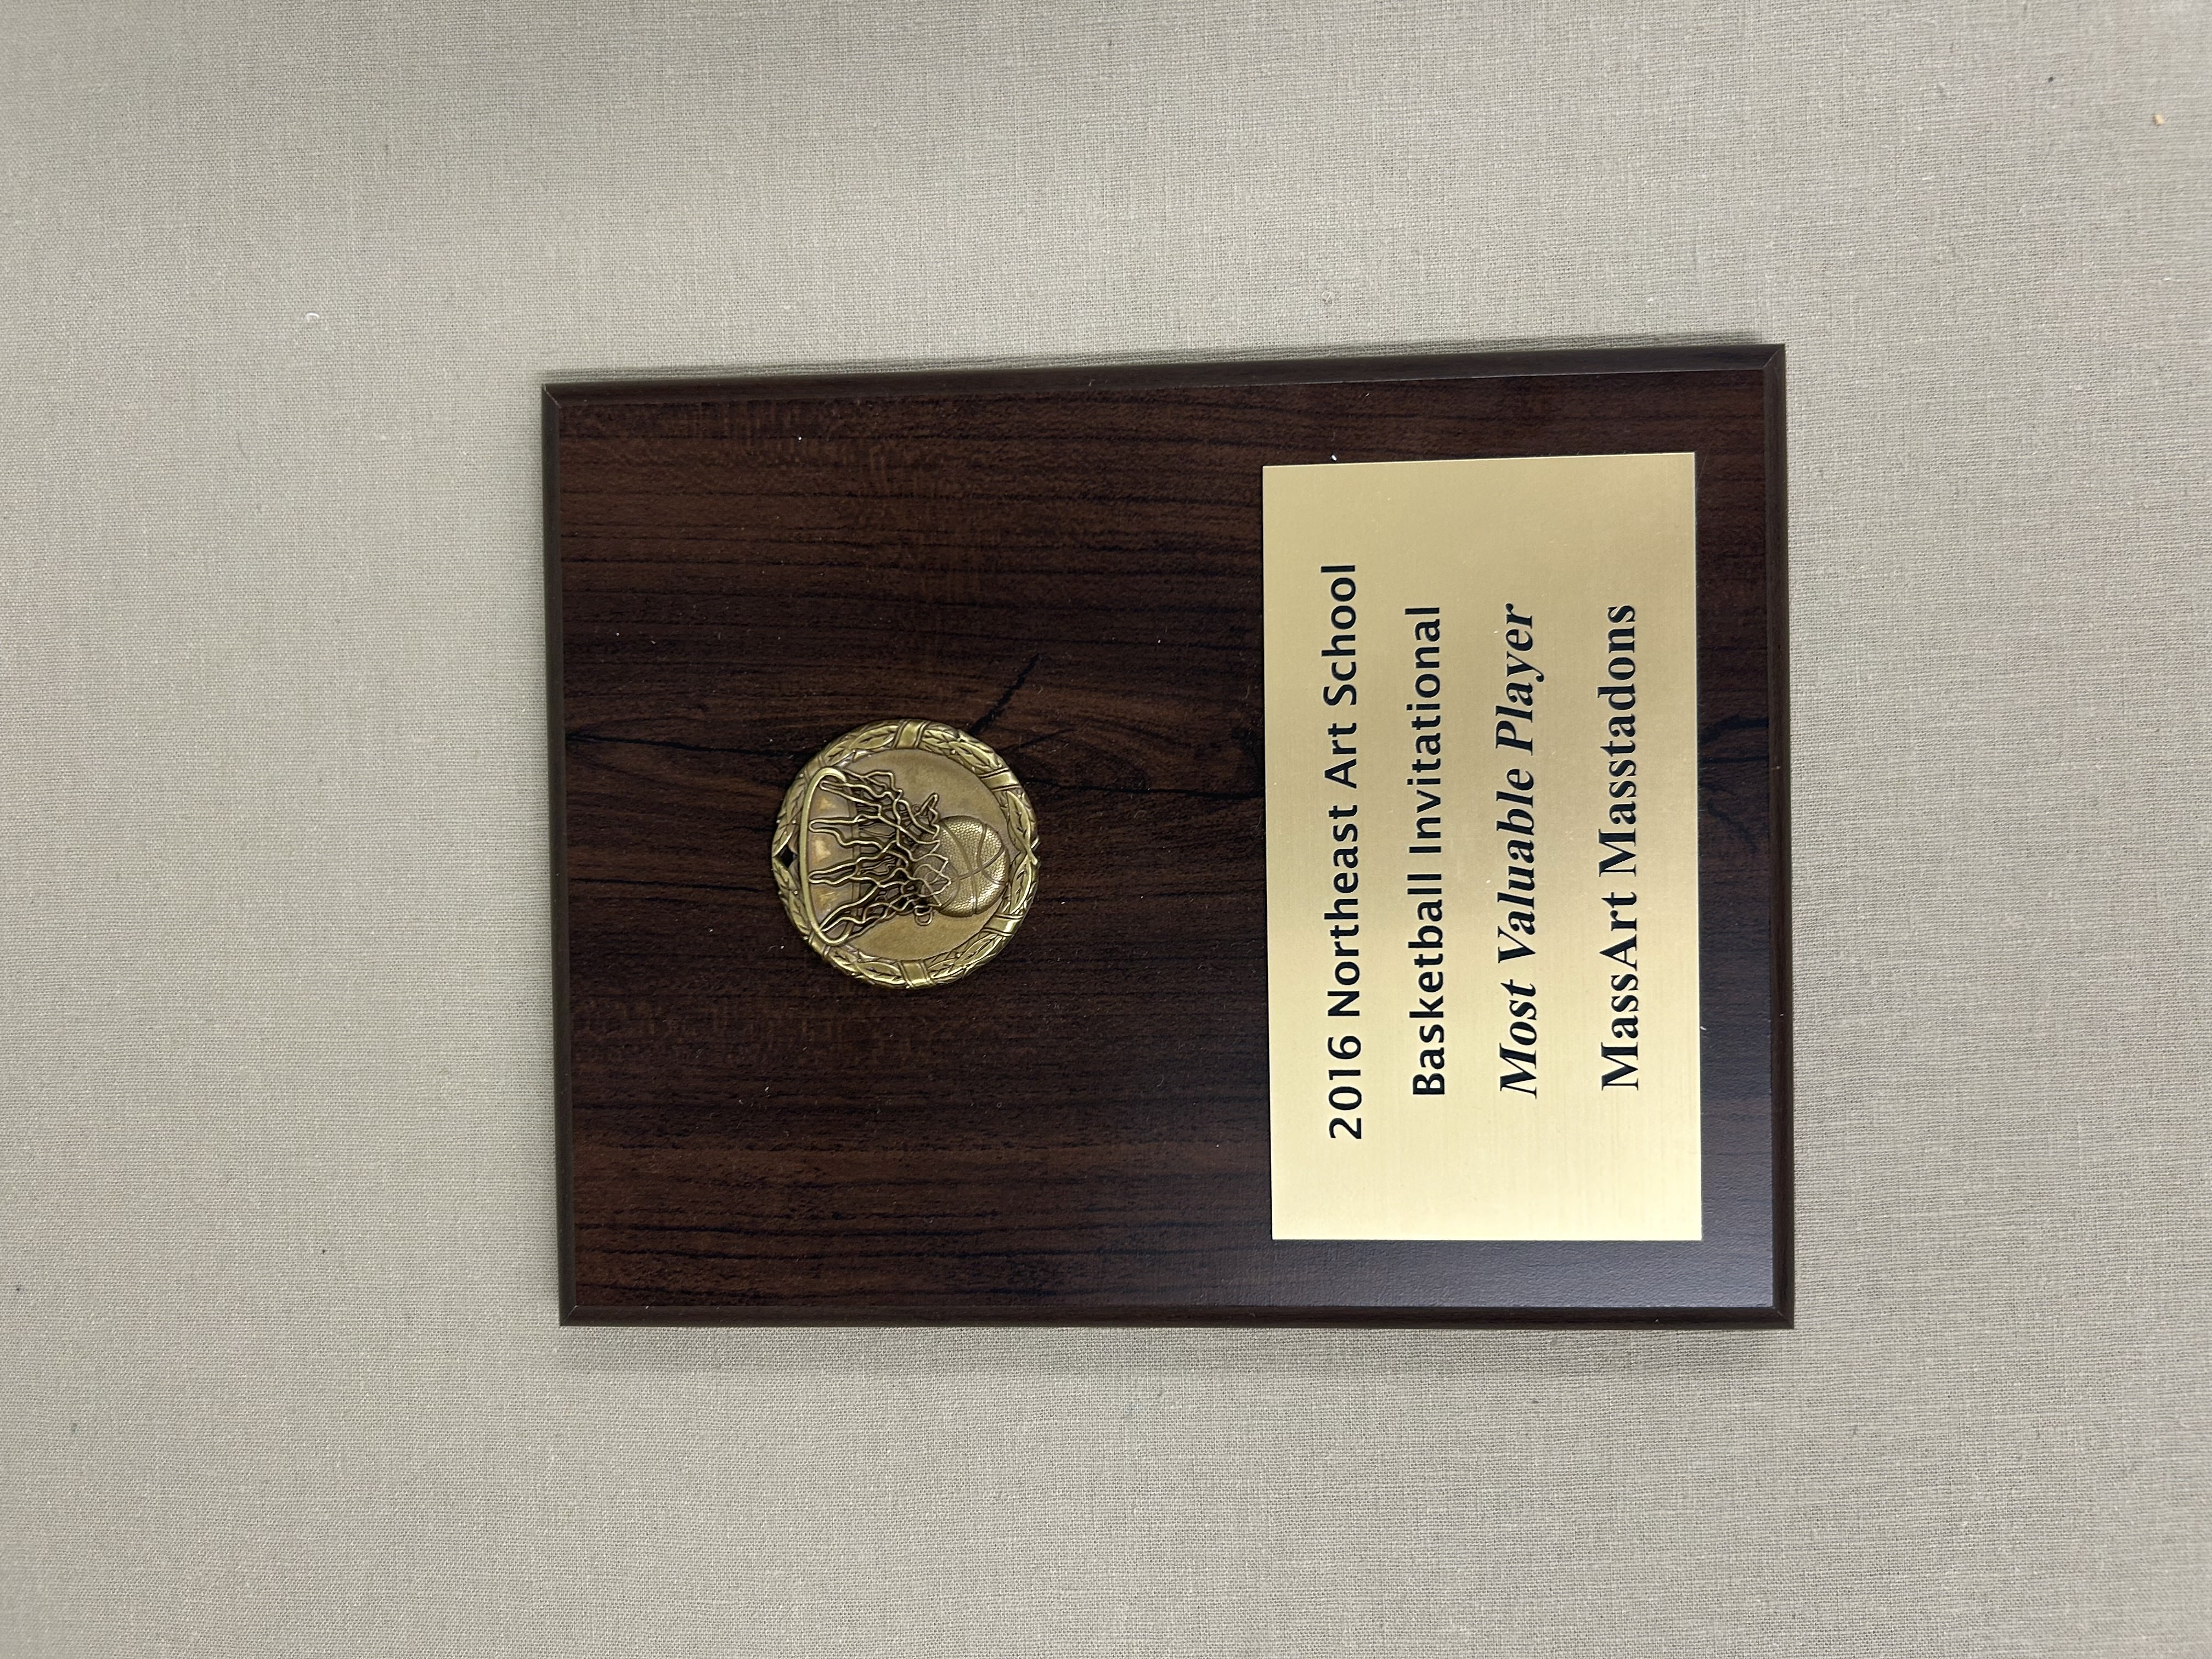 2016 Northeast Art School
Basketball Invitational
Most Valuable Player
MassArt Masstadons